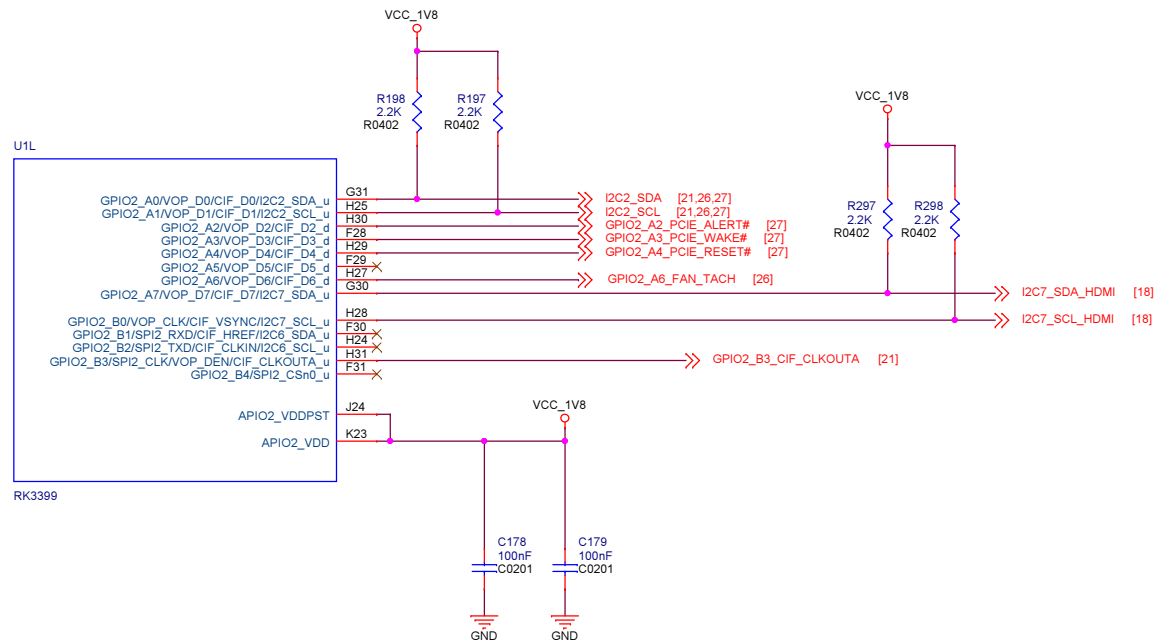 VCC_1V8
R198
2.2K
R0402
R197
2.2K
R0402
VCC_1V8
R297
2.2K
R0402
R298
2.2K
R0402
U1L
GPIO2_A0/VOP_D0/CIF_D0/I2C2_SDA_u G31 I2C2_SDA [21,26,27]
GPIO2_A1/VOP_D1/CIF_D1/I2C2_SCL_u H25 I2C2_SCL [21,26,27]
GPIO2_A2/VOP_D2/CIF_D2_d H30 GPIO2_A2_PCIE_ALERT# [27]
GPIO2_A3/VOP_D3/CIF_D3_d F28 GPIO2_A3_PCIE_WAKE# [27]
GPIO2_A4/VOP_D4/CIF_D4_d H29 GPIO2_A4_PCIE_RESET# [27]
GPIO2_A5/VOP_D5/CIF_D5_d F29
GPIO2_A6/VOP_D6/CIF_D6_d H27 GPIO2_A6_FAN_TACH [26]
GPIO2_A7/VOP_D7/CIF_D7/I2C7_SDA_u G30 I2C7_SDA_HDMI [18]
GPIO2_B0/VOP_CLK/CIF_VSYNC/I2C7_SCL_u H28 I2C7_SCL_HDMI [18]
GPIO2_B1/SPI2_RXD/CIF_HREF/I2C6_SDA_u F30
GPIO2_B2/SPI2_TXD/CIF_CLKIN/I2C6_SCL_u H24
GPIO2_B3/SPI2_CLK/VOP_DEN/CIF_CLKOUTA_u H31 GPIO2_B3_CIF_CLKOUTA [21]
GPIO2_B4/SPI2_CSn0_u F31
APIO2_VDDPST J24
APIO2_VDD K23
VCC_1V8
RK3399
C178
100nF
C0201
C179
100nF
C0201
GND
GND